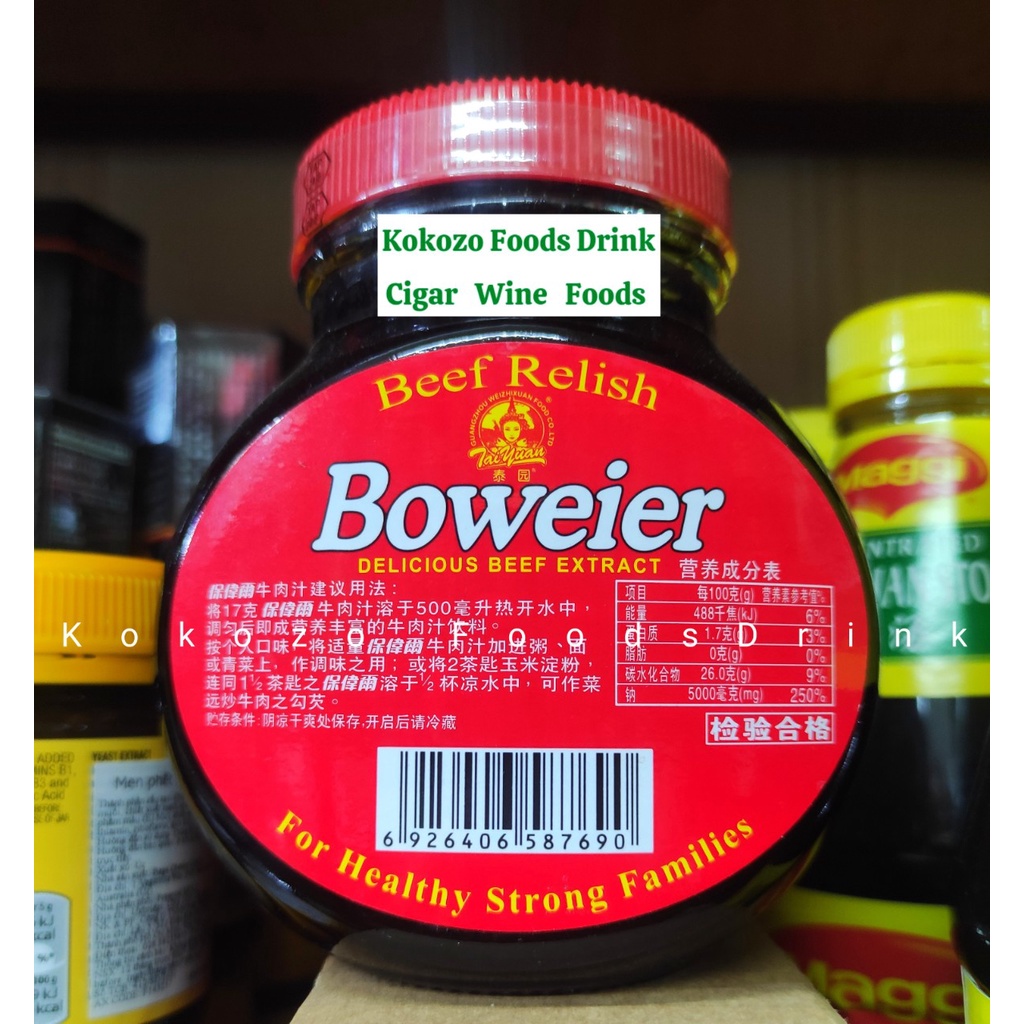 Kokozo Foods Drink
Cigar Wine Foods
Beef Relish
GUANGZHOU WEIZHIXUAN FOOD CO.LTD
®
Tai Yuan
泰园
Boweier
DELICIOUS BEEF EXTRACT
保偉爾牛肉汁建议用法:
将17克保偉爾牛肉汁溶于500毫升热开水中,
调匀后即成营养丰富的牛肉汁饮料。
按个人口味,将适量保偉爾牛肉汁加进粥、面
或青菜上,作调味之用;或将2茶匙玉米淀粉,
连同1½茶匙之保偉爾溶于½杯凉水中,可作菜
远炒牛肉之勾芡。
贮存条件:阴凉干爽处保存.开启后请冷藏
营养成分表
项目 每100克(g) 营养素参考值%
能量 488千焦(kJ) 6%
质 1.7克(g) 3%
脂肪 0克(g) 0%
碳水化合物 26.0克(g) 9%
钠 5000毫克(mg) 250%
检验合格
KokozoFoodsDrink
6 926406 587690
For Healthy Strong Families
Maggi
YEAST EXTRACT
ADDED
B3 and
Maggi